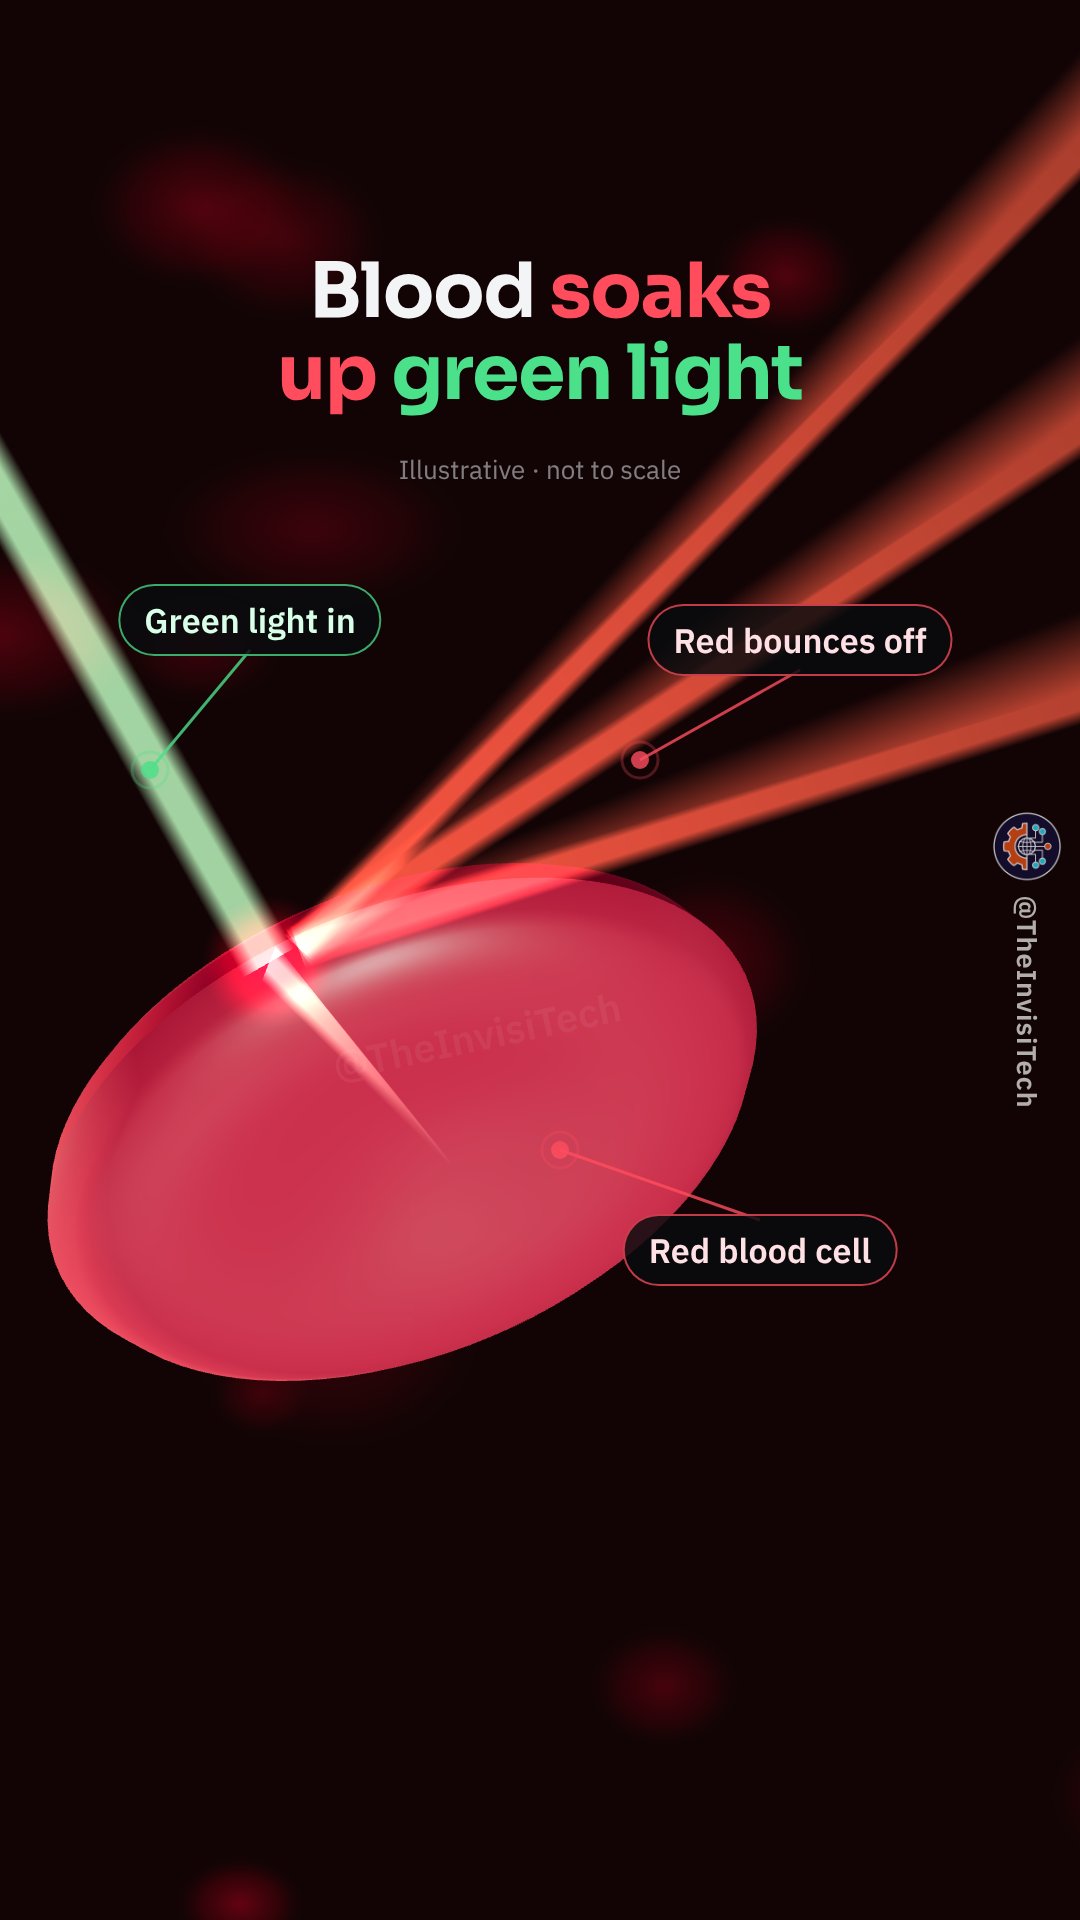 Blood soaks
up green light
Illustrative · not to scale
Green light in
Red bounces off
@TheInvisiTech
@TheInvisiTech
Red blood cell